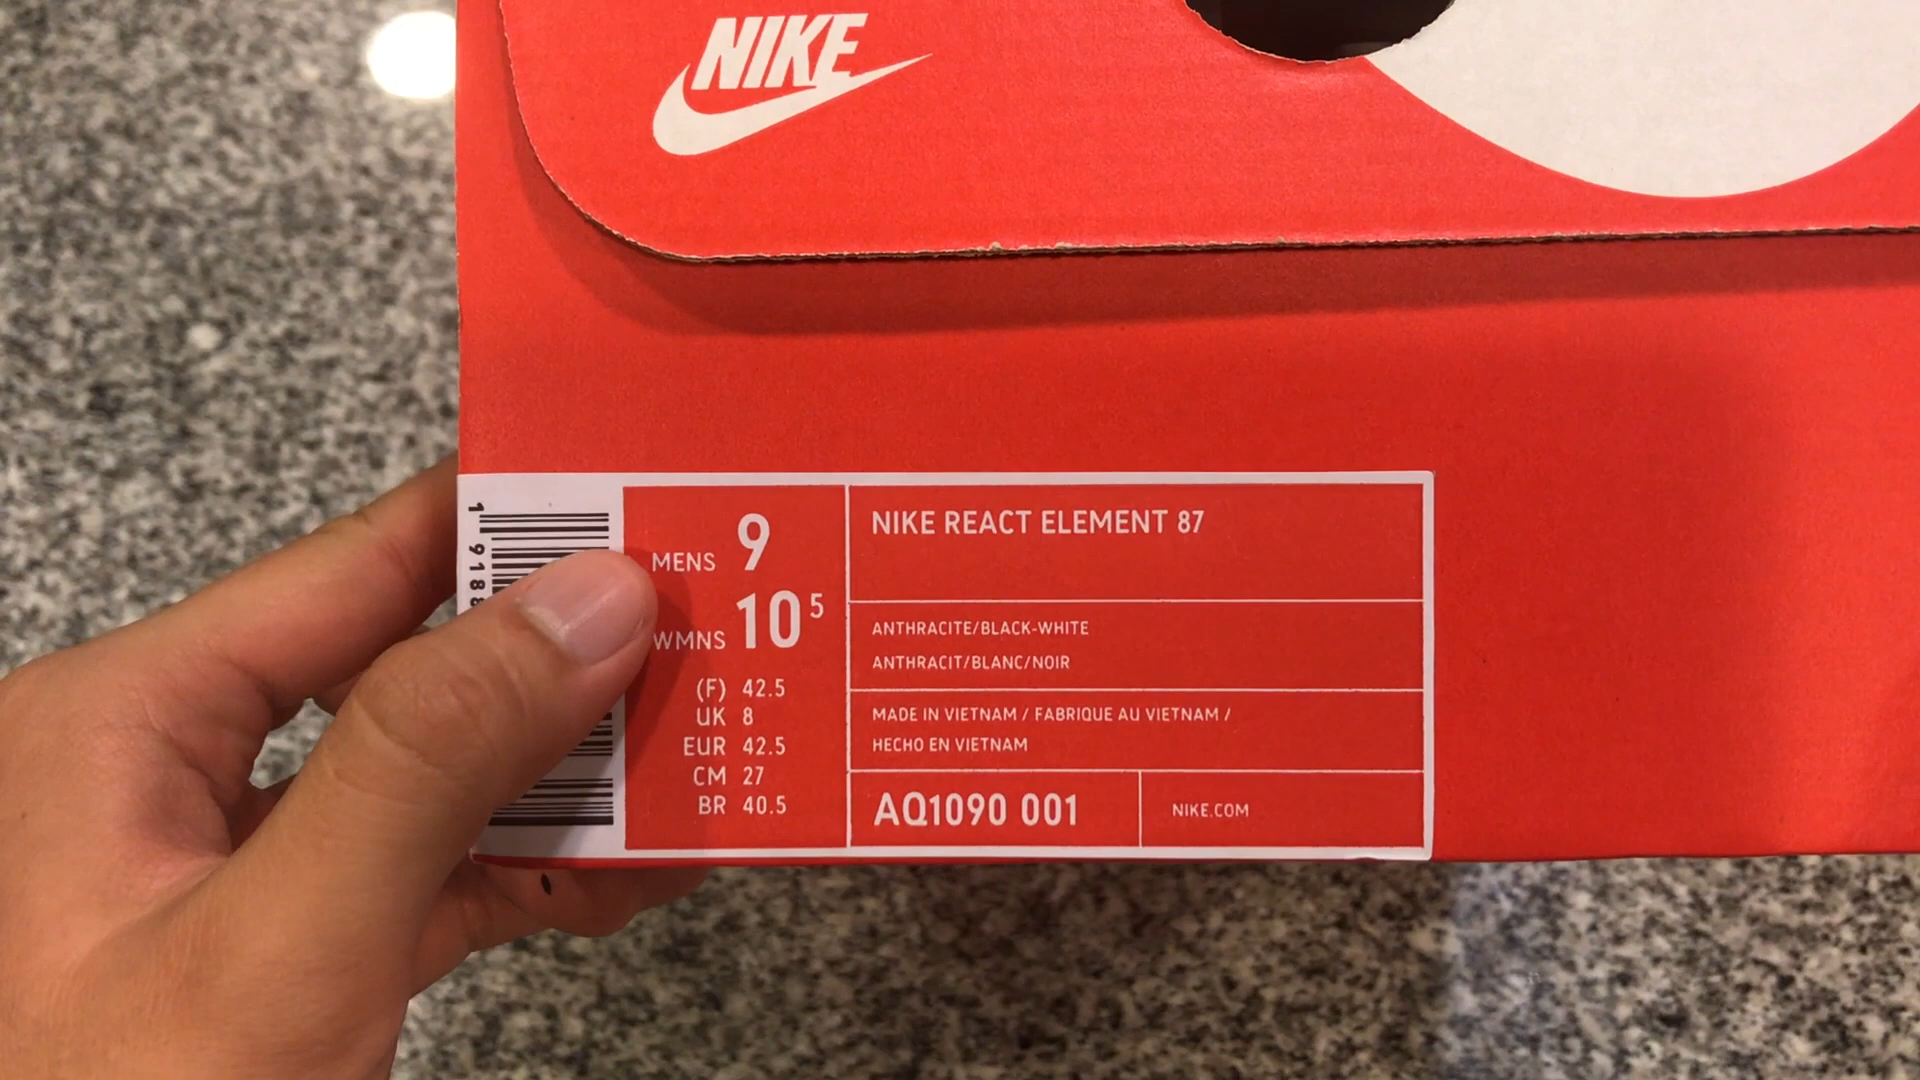 NIKE
1 9188
MENS 9
WMNS 10 5
(F) 42.5
UK 8
EUR 42.5
CM 27
BR 40.5
NIKE REACT ELEMENT 87
ANTHRACITE/BLACK-WHITE
ANTHRACIT/BLANC/NOIR
MADE IN VIETNAM / FABRIQUE AU VIETNAM /
HECHO EN VIETNAM
AQ1090 001
NIKE.COM